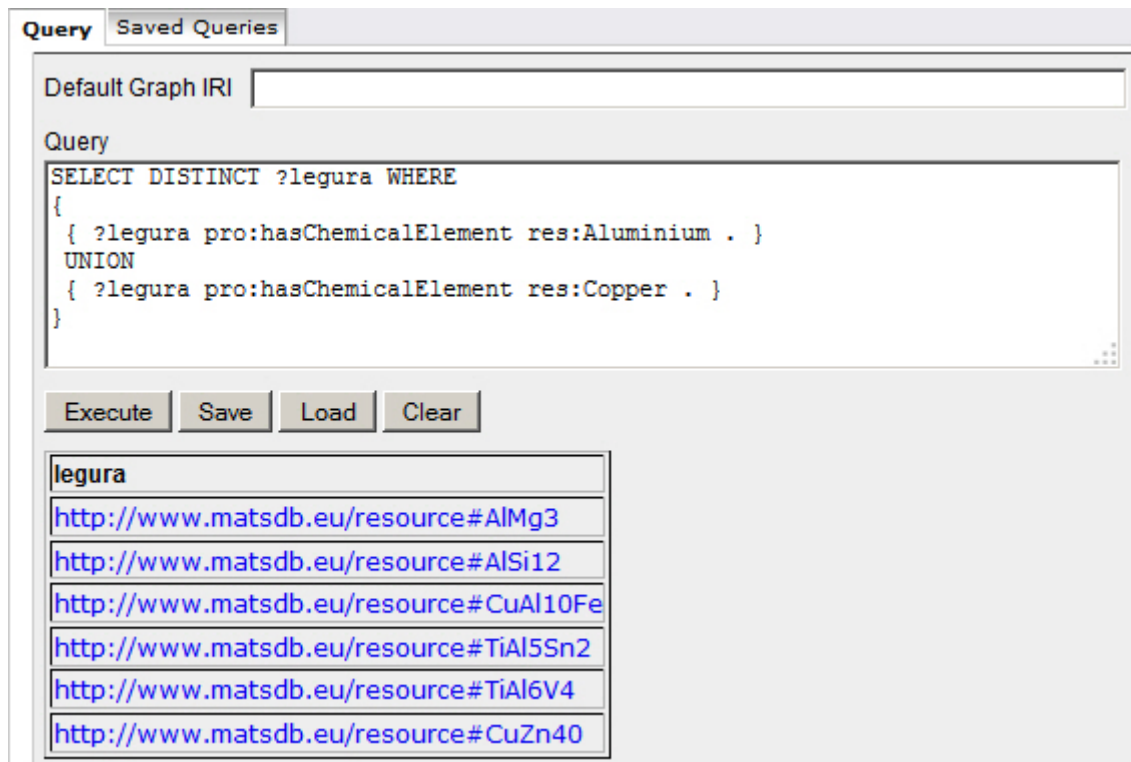 Query Saved Queries
Default Graph IRI
Query
SELECT DISTINCT ?legura WHERE
{
{ ?legura pro:hasChemicalElement res:Aluminium . }
UNION
{ ?legura pro:hasChemicalElement res:Copper . }
}
Execute Save Load Clear
legura
http://www.matsdb.eu/resource#AlMg3
http://www.matsdb.eu/resource#AlSi12
http://www.matsdb.eu/resource#CuAl10Fe
http://www.matsdb.eu/resource#TiAl5Sn2
http://www.matsdb.eu/resource#TiAl6V4
http://www.matsdb.eu/resource#CuZn40